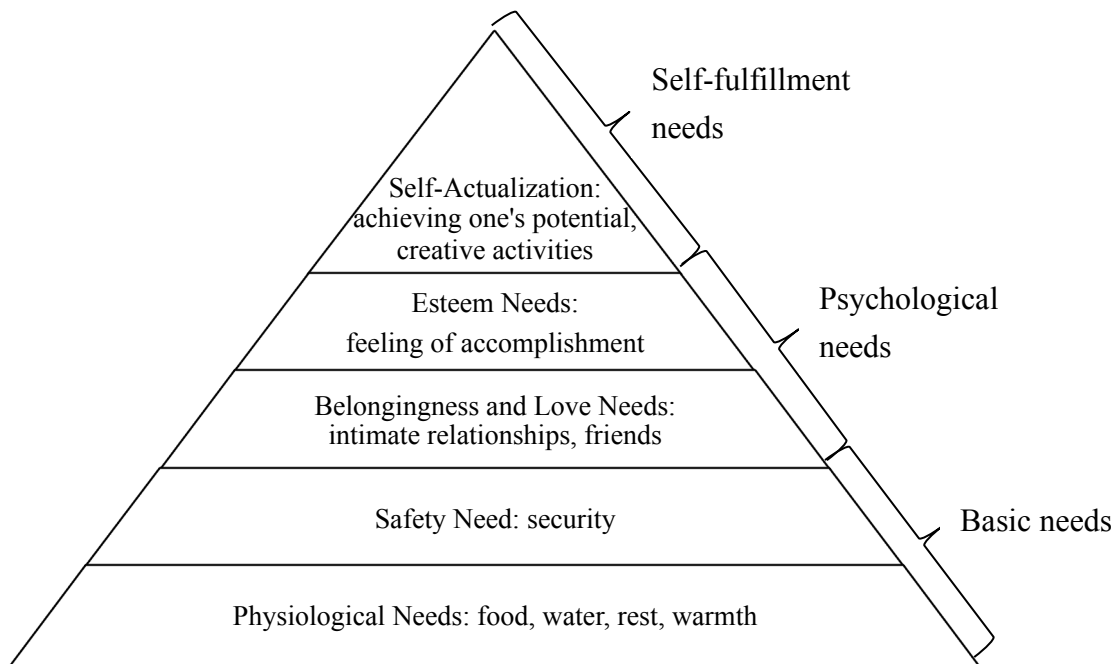 Self-fulfillment
needs
Self-Actualization:
achieving one's potential,
creative activities
Esteem Needs:
feeling of accomplishment
Psychological
needs
Belongingness and Love Needs:
intimate relationships, friends
Safety Need: security
Basic needs
Physiological Needs: food, water, rest, warmth